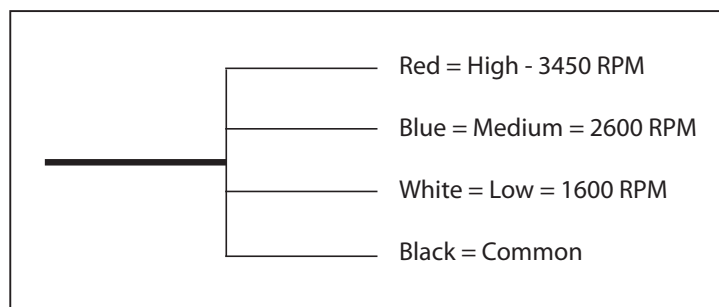 Red = High - 3450 RPM
Blue = Medium = 2600 RPM
White = Low = 1600 RPM
Black = Common